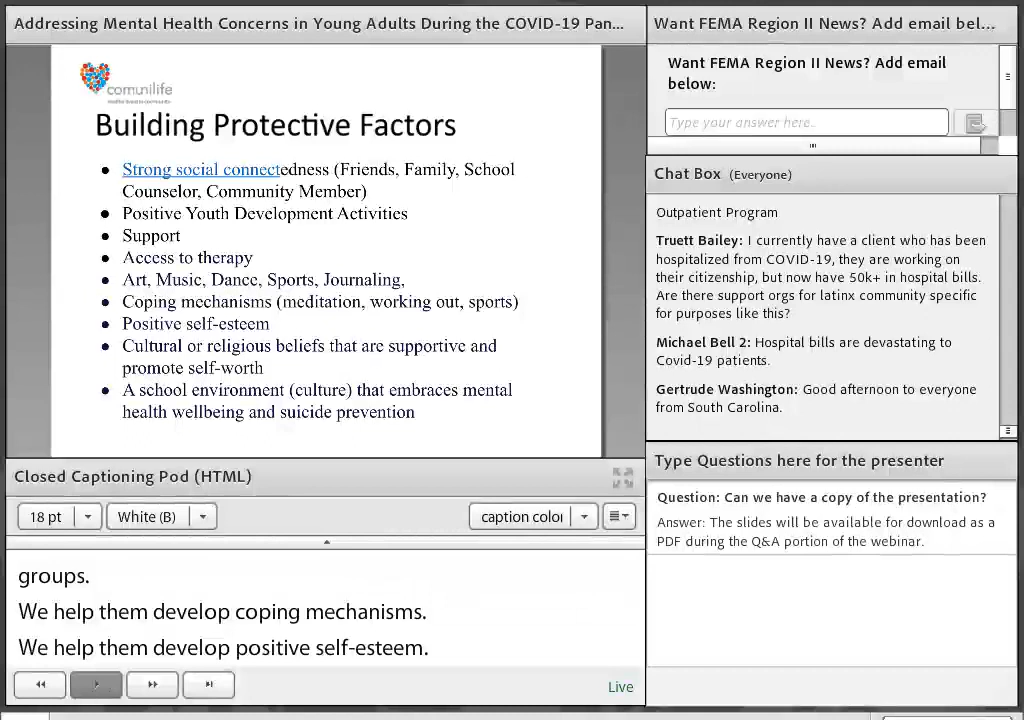 Addressing Mental Health Concerns in Young Adults During the COVID-19 Pan...
comunilife
Building Protective Factors
• Strong social connectedness (Friends, Family, School
Counselor, Community Member)
• Positive Youth Development Activities
• Support
• Access to therapy
• Art, Music, Dance, Sports, Journaling,
• Coping mechanisms (meditation, working out, sports)
• Positive self-esteem
• Cultural or religious beliefs that are supportive and
promote self-worth
• A school environment (culture) that embraces mental
health wellbeing and suicide prevention
Closed Captioning Pod (HTML)
18 pt
White (B)
caption color
groups.
We help them develop coping mechanisms.
We help them develop positive self-esteem.
Live
Want FEMA Region II News? Add email bel...
Want FEMA Region II News? Add email
below:
Type your answer here..
Chat Box (Everyone)
Outpatient Program
Truett Bailey: I currently have a client who has been
hospitalized from COVID-19, they are working on
their citizenship, but now have 50k+ in hospital bills.
Are there support orgs for latinx community specific
for purposes like this?
Michael Bell 2: Hospital bills are devastating to
Covid-19 patients.
Gertrude Washington: Good afternoon to everyone
from South Carolina.
Type Questions here for the presenter
Question: Can we have a copy of the presentation?
Answer: The slides will be available for download as a
PDF during the Q&A portion of the webinar.